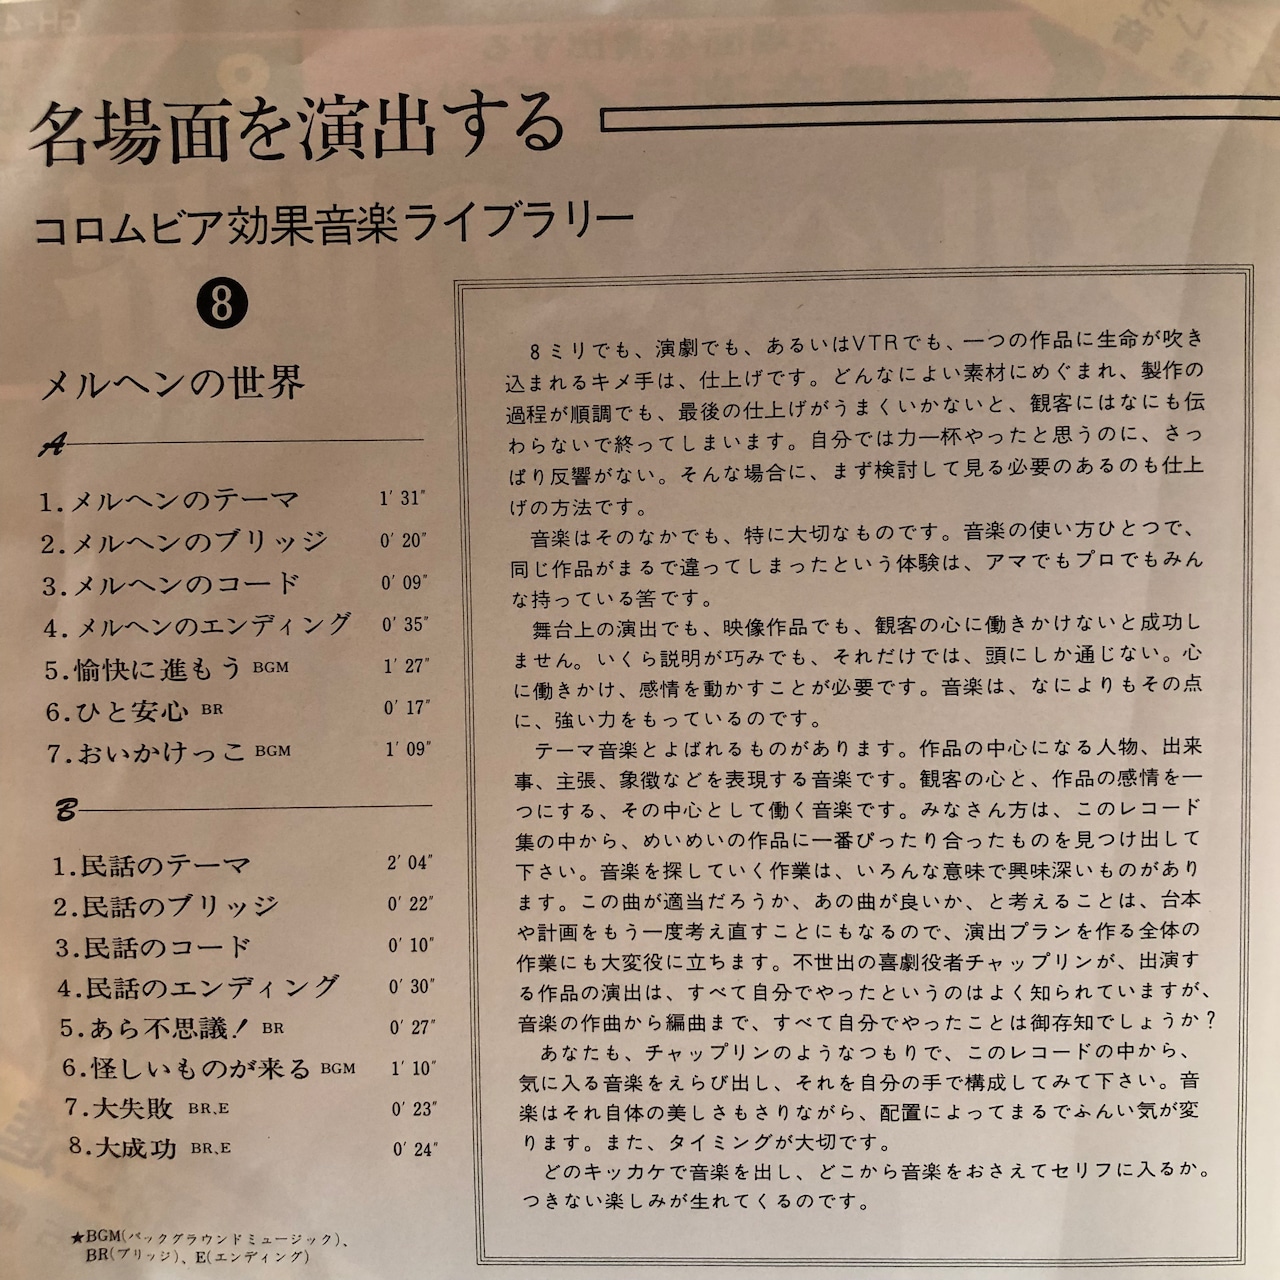 名場面を演出する
コロムビア効果音楽ライブラリー
8
メルヘンの世界
A
1.メルヘンのテーマ 1′31″
2.メルヘンのブリッジ 0′20″
3.メルヘンのコード 0′09″
4.メルヘンのエンディング 0′35″
5.愉快に進もう BGM 1′27″
6.ひと安心 BR 0′17″
7.おいかけっこ BGM 1′09″
B
1.民話のテーマ 2′04″
2.民話のブリッジ 0′22″
3.民話のコード 0′10″
4.民話のエンディング 0′30″
5.あら不思議! BR 0′27″
6.怪しいものが来る BGM 1′10″
7.大失敗 BR、E 0′23″
8.大成功 BR、E 0′24″
★BGM(バックグラウンドミュージック)、
BR(ブリッジ)、E(エンディング)
8ミリでも、演劇でも、あるいはVTRでも、一つの作品に生命が吹き
込まれるキメ手は、仕上げです。どんなによい素材にめぐまれ、製作の
過程が順調でも、最後の仕上げがうまくいかないと、観客にはなにも伝
わらないで終ってしまいます。自分では力一杯やったと思うのに、さっ
ぱり反響がない。そんな場合に、まず検討して見る必要のあるのも仕上
げの方法です。
音楽はそのなかでも、特に大切なものです。音楽の使い方ひとつで、
同じ作品がまるで違ってしまったという体験は、アマでもプロでもみん
な持っている筈です。
舞台上の演出でも、映像作品でも、観客の心に働きかけないと成功し
ません。いくら説明が巧みでも、それだけでは、頭にしか通じない。心
に働きかけ、感情を動かすことが必要です。音楽は、なによりもその点
に、強い力をもっているのです。
テーマ音楽とよばれるものがあります。作品の中心になる人物、出来
事、主張、象徴などを表現する音楽です。観客の心と、作品の感情を一
つにする、その中心として働く音楽です。みなさん方は、このレコード
集の中から、めいめいの作品に一番ぴったり合ったものを見つけ出して
下さい。音楽を探していく作業は、いろんな意味で興味深いものがあり
ます。この曲が適当だろうか、あの曲が良いか、と考えることは、台本
や計画をもう一度考え直すことにもなるので、演出プランを作る全体の
作業にも大変役に立ちます。不世出の喜劇役者チャップリンが、出演す
る作品の演出は、すべて自分でやったというのはよく知られていますが、
音楽の作曲から編曲まで、すべて自分でやったことは御存知でしょうか?
あなたも、チャップリンのようなつもりで、このレコードの中から、
気に入る音楽をえらび出し、それを自分の手で構成してみて下さい。音
楽はそれ自体の美しさもさりながら、配置によってまるでふんい気が変
ります。また、タイミングが大切です。
どのキッカケで音楽を出し、どこから音楽をおさえてセリフに入るか。
つきない楽しみが生れてくるのです。